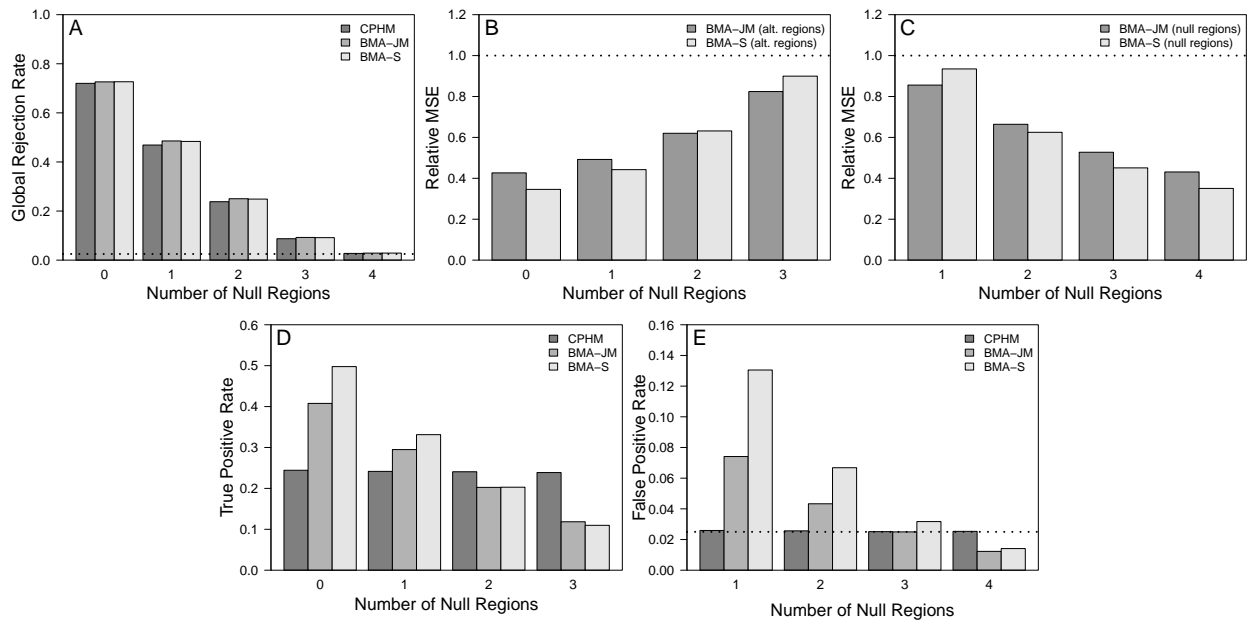 A
CPHM
BMA−JM
BMA−S
Global Rejection Rate
1.0
0.8
0.6
0.4
0.2
0.0
0 1 2 3 4
Number of Null Regions
B
BMA−JM (alt. regions)
BMA−S (alt. regions)
Relative MSE
1.2
1.0
0.8
0.6
0.4
0.2
0.0
0 1 2 3
Number of Null Regions
C
BMA−JM (null regions)
BMA−S (null regions)
Relative MSE
1.2
1.0
0.8
0.6
0.4
0.2
0.0
1 2 3 4
Number of Null Regions
D
CPHM
BMA−JM
BMA−S
True Positive Rate
0.6
0.5
0.4
0.3
0.2
0.1
0.0
0 1 2 3
Number of Null Regions
E
CPHM
BMA−JM
BMA−S
False Positive Rate
0.16
0.14
0.12
0.10
0.08
0.06
0.04
0.02
0.00
1 2 3 4
Number of Null Regions